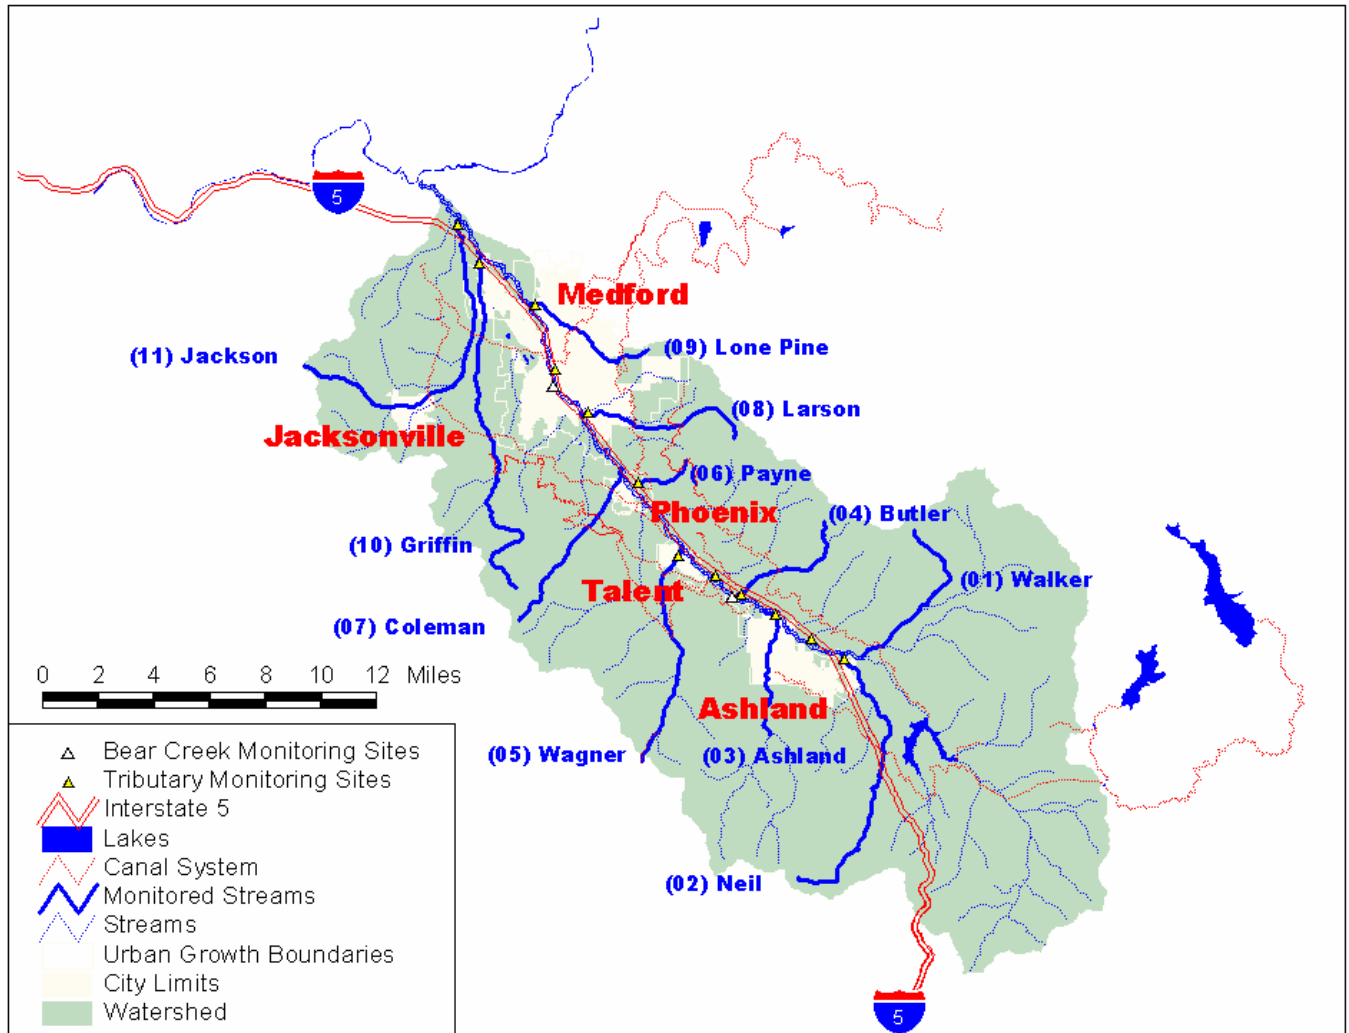 5
Medford
(09) Lone Pine
(11) Jackson
(08) Larson
Jacksonville
(06) Payne
Phoenix
(04) Butler
(10) Griffin
(01) Walker
Talent
(07) Coleman
0 2 4 6 8 10 12 Miles
Ashland
(05) Wagner
(03) Ashland
(02) Neil
Bear Creek Monitoring Sites
Tributary Monitoring Sites
Interstate 5
Lakes
Canal System
Monitored Streams
Streams
Urban Growth Boundaries
City Limits
Watershed
5